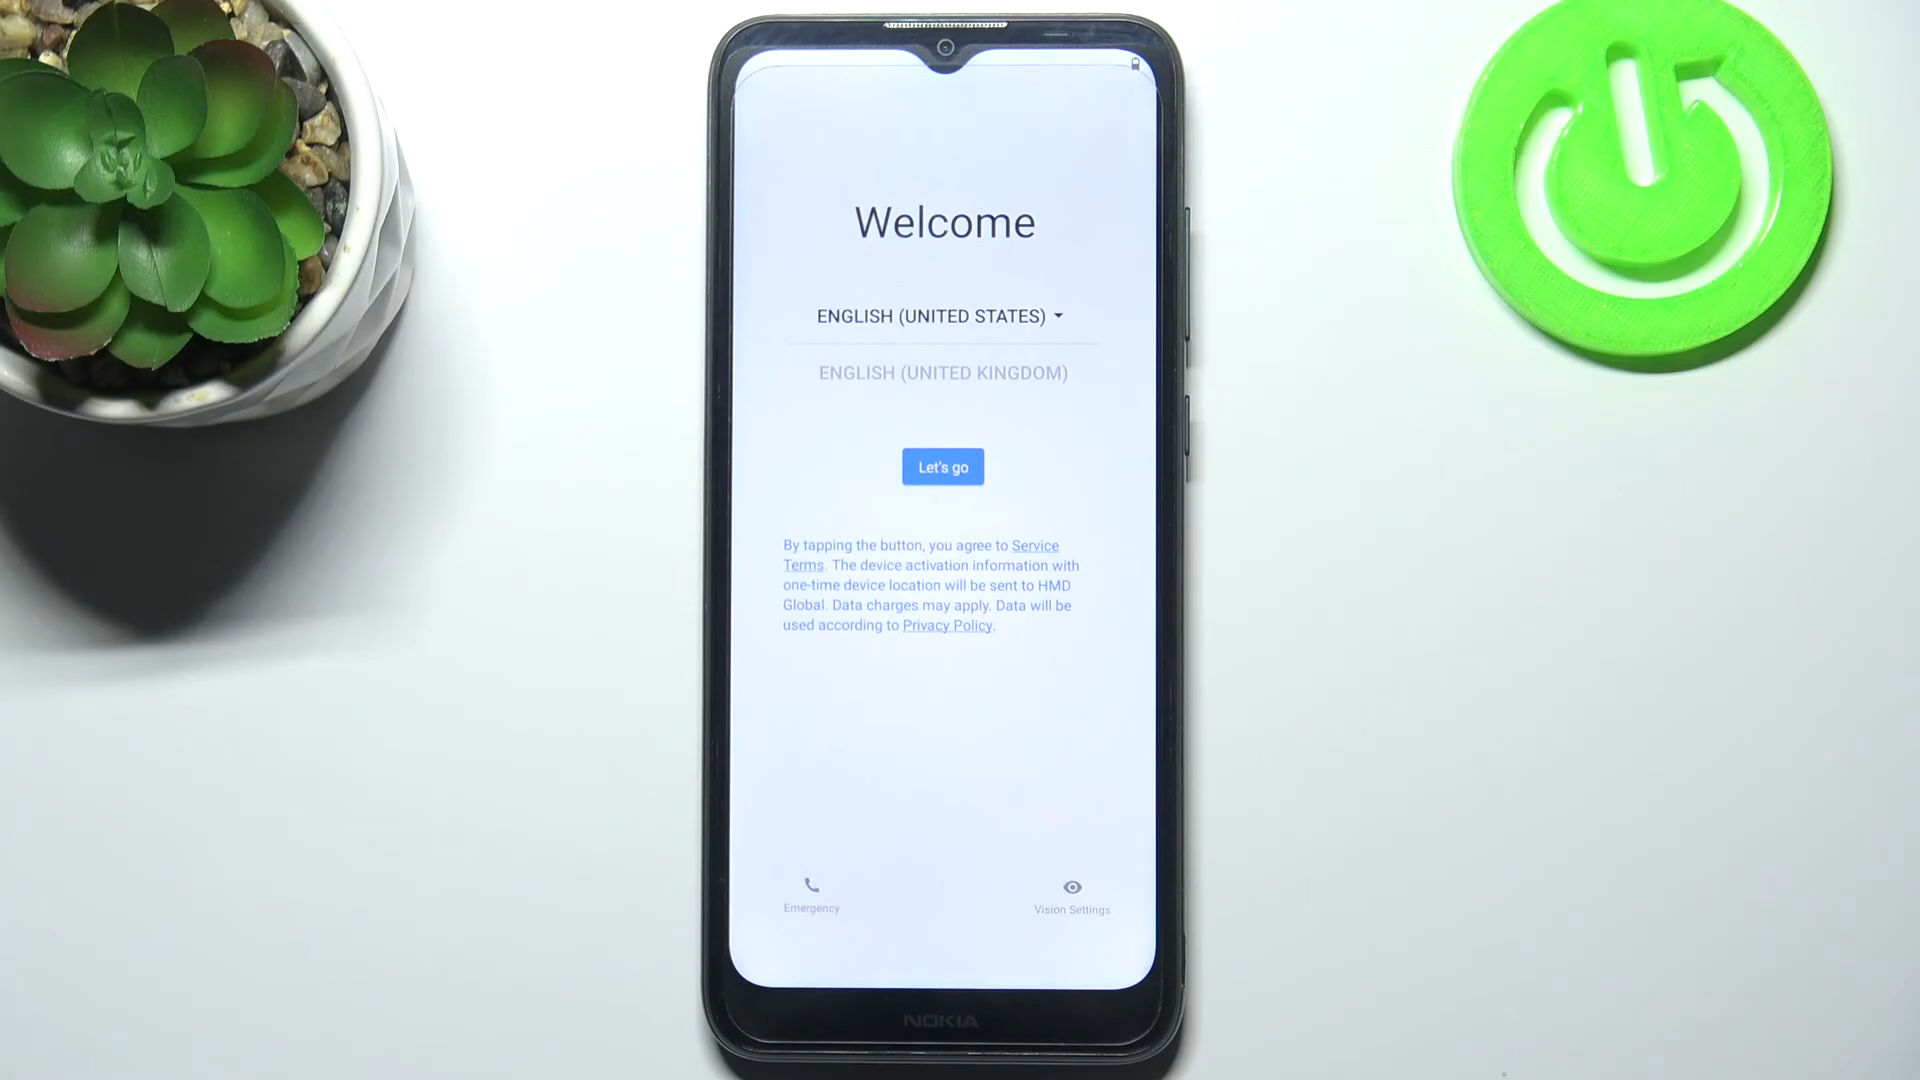 Welcome
ENGLISH (UNITED STATES)
ENGLISH (UNITED KINGDOM)
Let's go
By tapping the button, you agree to Service
Terms. The device activation information with
one-time device location will be sent to HMD
Global. Data charges may apply. Data will be
used according to Privacy Policy.
Emergency
Vision Settings
NOKIA